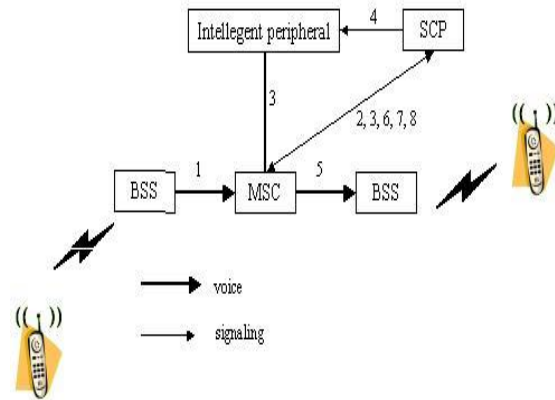 Intellegent peripheral
4
SCP
3
2, 3, 6, 7, 8
BSS
1
MSC
5
BSS
voice
signaling